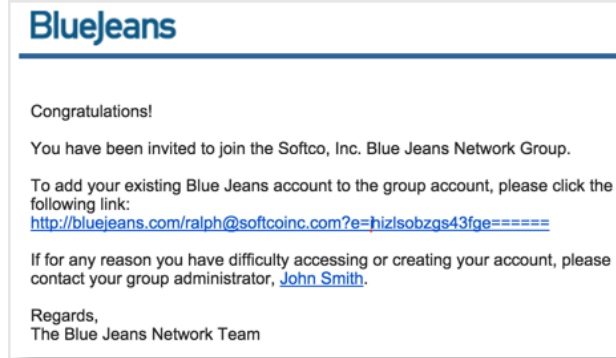 BlueJeans
Congratulations!
You have been invited to join the Softco, Inc. Blue Jeans Network Group.
To add your existing Blue Jeans account to the group account, please click the
following link:
http://bluejeans.com/ralph@softcoinc.com?e=hizlsobzgs43fge======
If for any reason you have difficulty accessing or creating your account, please
contact your group administrator, John Smith.
Regards,
The Blue Jeans Network Team